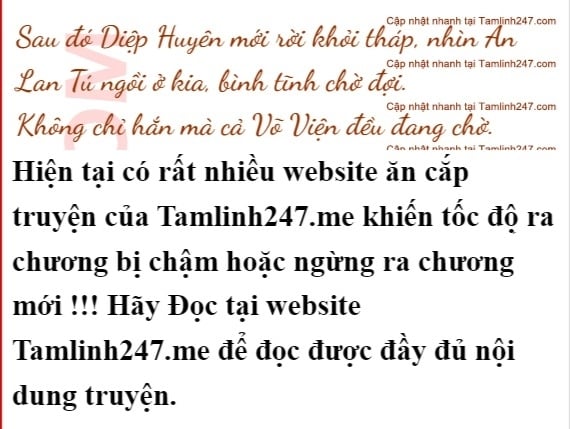 Cập nhật nhanh tại Tamlinh247.com
Sau đó Diệp Huyên mới rời khỏi tháp, nhìn An
Cập nhật nhanh tại Tamlinh247.com
Lan Tú ngồi ở kia, bình tĩnh chờ đợi.
Cập nhật nhanh tại Tamlinh247.com
Không chỉ hắn mà cả Võ Viện đều đang chờ.
Cập nhật nhanh tại Tamlinh247.com
Hiện tại có rất nhiều website ăn cắp
truyện của Tamlinh247.me khiến tốc độ ra
chương bị chậm hoặc ngừng ra chương
mới !!! Hãy Đọc tại website
Tamlinh247.me để đọc được đầy đủ nội
dung truyện.